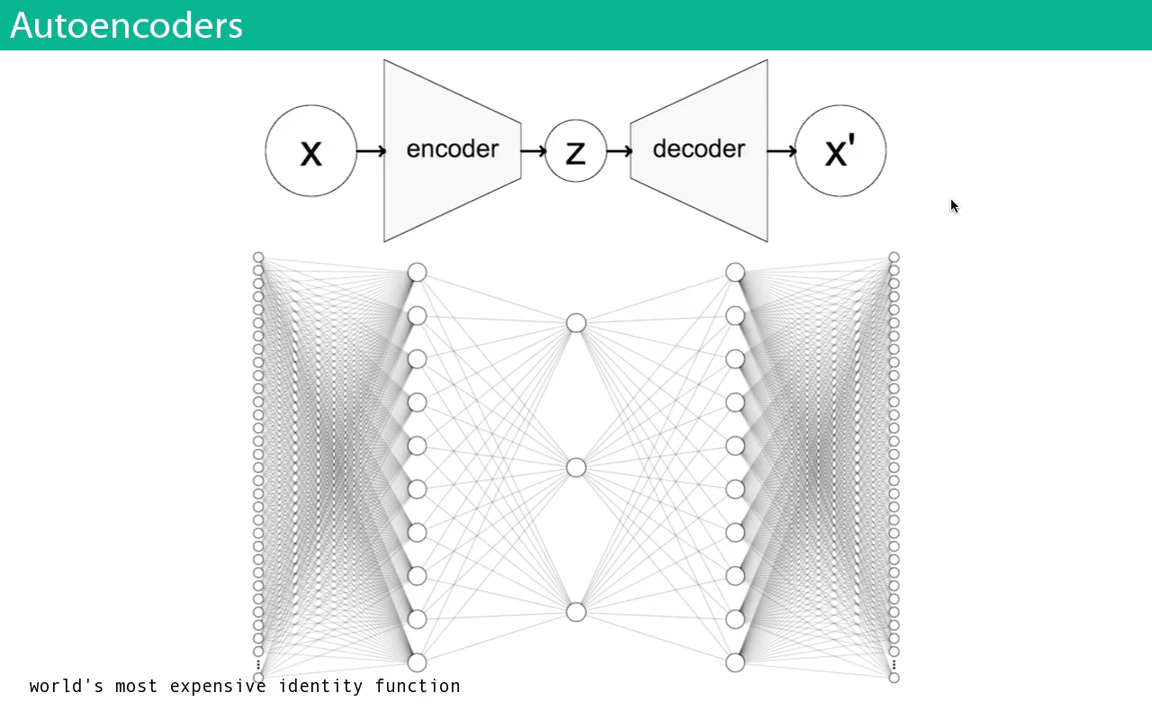 Autoencoders
x encoder z decoder x'
world's most expensive identity function